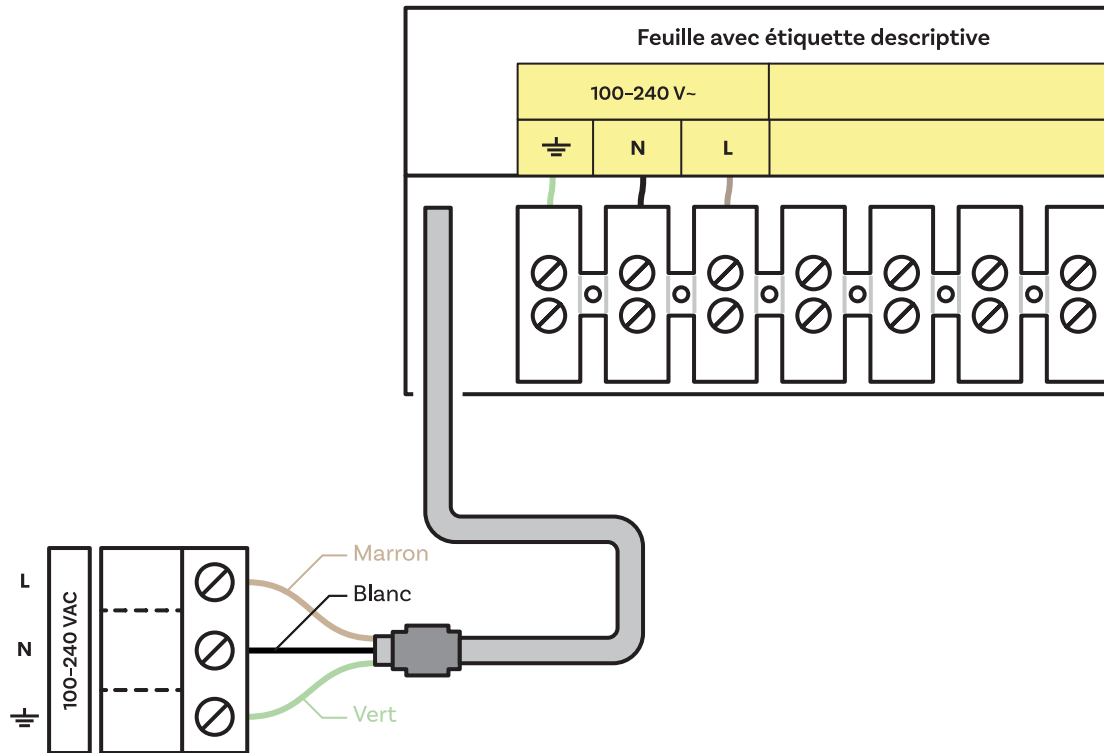 Feuille avec étiquette descriptive
100–240 V~
N
L
Marron
L
Blanc
N
100–240 VAC
Vert